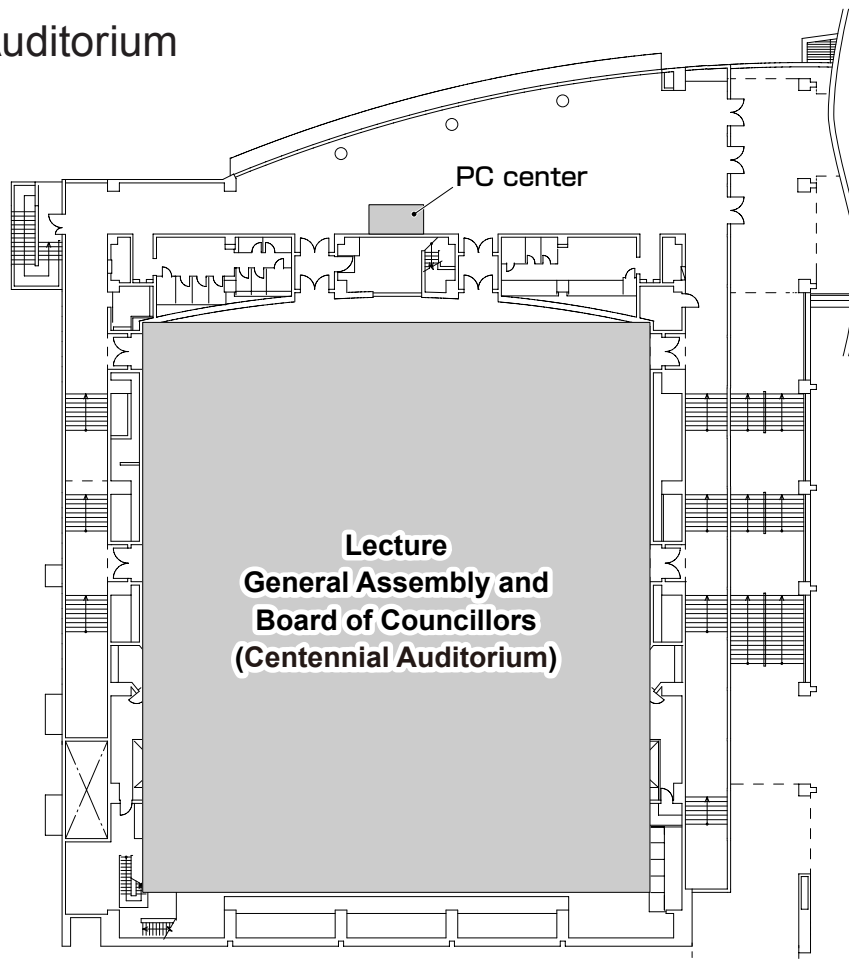 Auditorium
PC center
Lecture
General Assembly and
Board of Councillors
(Centennial Auditorium)